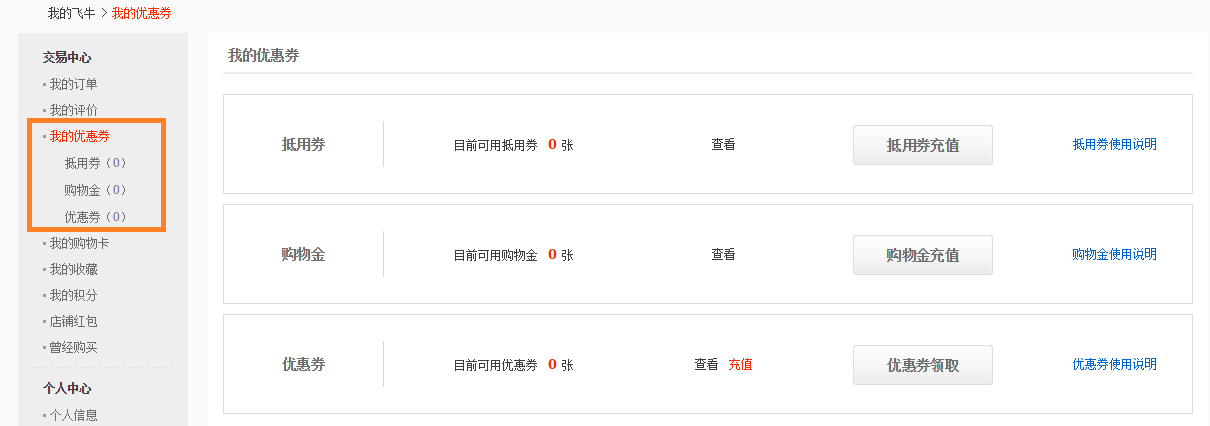 我的飞牛 > 我的优惠券
交易中心
我的订单
我的评价
我的优惠券
抵用券（0）
购物金（0）
优惠券（0）
我的购物卡
我的收藏
我的积分
店铺红包
曾经购买
个人中心
个人信息
我的优惠券
抵用券 目前可用抵用券 0 张 查看 抵用券充值 抵用券使用说明
购物金 目前可用购物金 0 张 查看 购物金充值 购物金使用说明
优惠券 目前可用优惠券 0 张 查看 充值 优惠券领取 优惠券使用说明